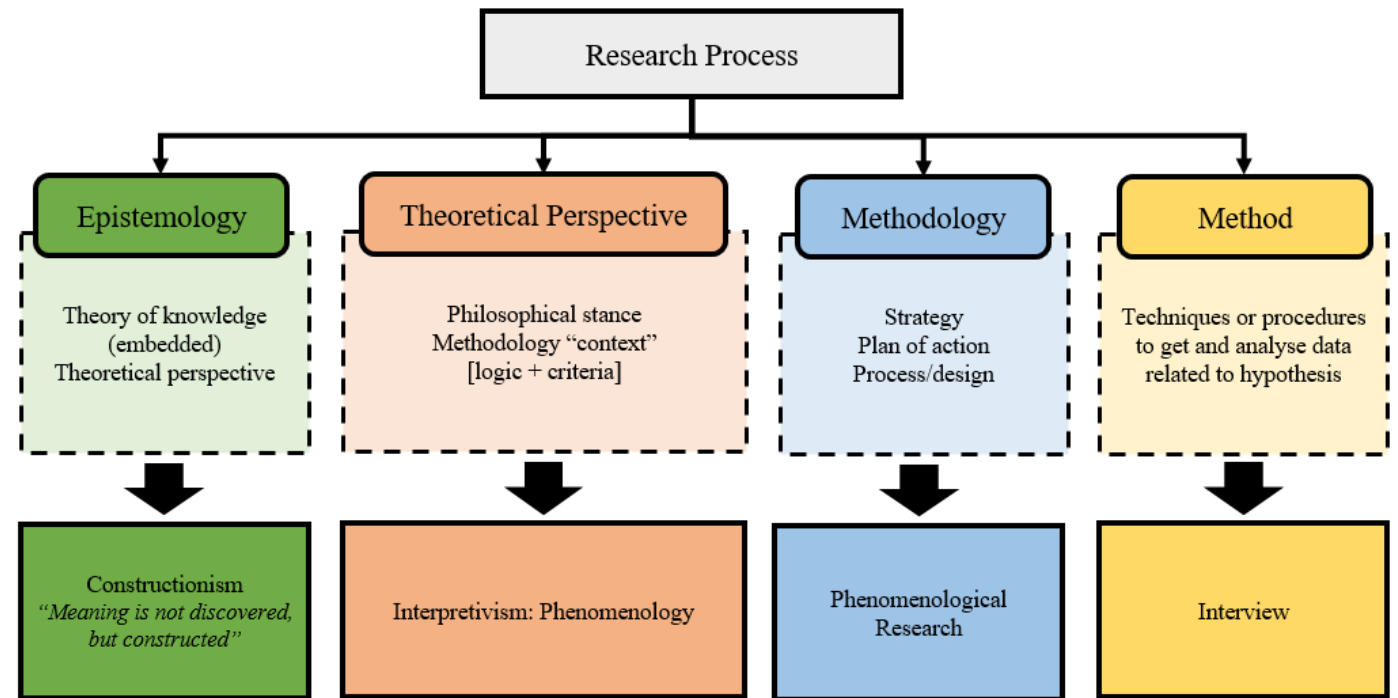 Research Process
Epistemology
Theory of knowledge
(embedded)
Theoretical perspective
Constructionism
“Meaning is not discovered,
but constructed”
Theoretical Perspective
Philosophical stance
Methodology “context”
[logic + criteria]
Interpretivism: Phenomenology
Methodology
Strategy
Plan of action
Process/design
Phenomenological
Research
Method
Techniques or procedures
to get and analyse data
related to hypothesis
Interview